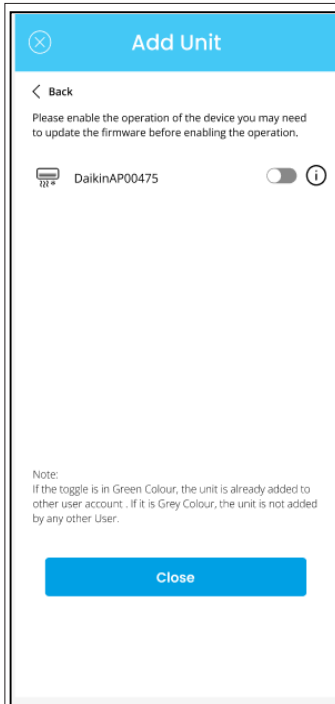 Add Unit
Back
Please enable the operation of the device you may need
to update the firmware before enabling the operation.
DaikinAP00475
Note:
If the toggle is in Green Colour, the unit is already added to
other user account . If it is Grey Colour, the unit is not added
by any other User.
Close